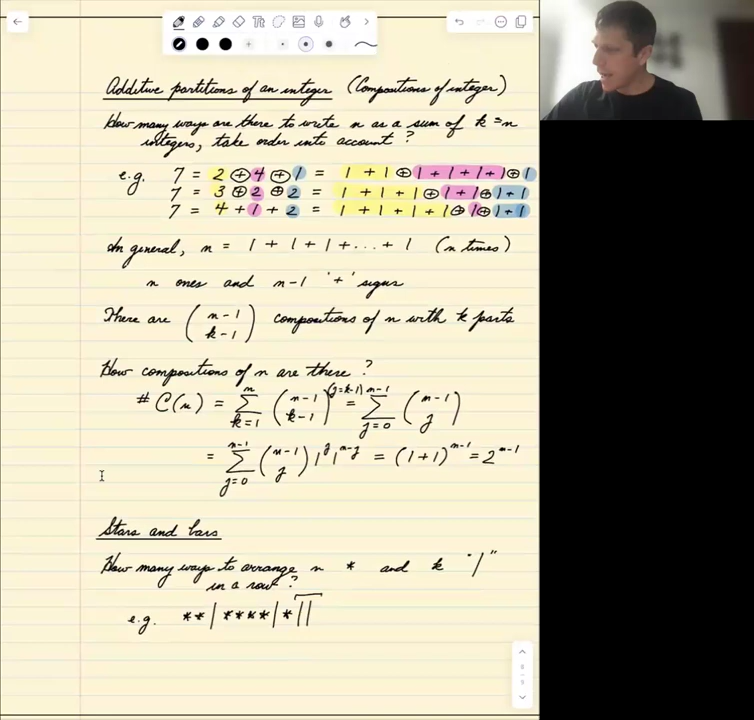 Additive partitions of an integer (Compositions of integer)
How many ways are there to write n as a sum of k ≤ n
integers, take order into account?
e.g. 7 = 2 ⊕ 4 ⊕ 1 = 1 + 1 ⊕ 1 + 1 + 1 + 1 ⊕ 1
7 = 3 ⊕ 2 ⊕ 2 = 1 + 1 + 1 ⊕ 1 + 1 ⊕ 1 + 1
7 = 4 + 1 + 2 = 1 + 1 + 1 + 1 ⊕ 1 ⊕ 1 + 1
In general, n = 1 + 1 + 1 + ... + 1 (n times)
n ones and n-1 '+' signs
There are (n-1 k-1) compositions of n with k parts
How compositions of n are there?
# C(n) = ∑_{k=1}^{n} (n-1 k-1) (j=k-1) = ∑_{j=0}^{n-1} (n-1 j)
= ∑_{j=0}^{n-1} (n-1 j) 1^j 1^{n-j} = (1+1)^{n-1} = 2^{n-1}
Stars and bars
How many ways to arrange n * and k "|"
in a row?
e.g. **|****|*||